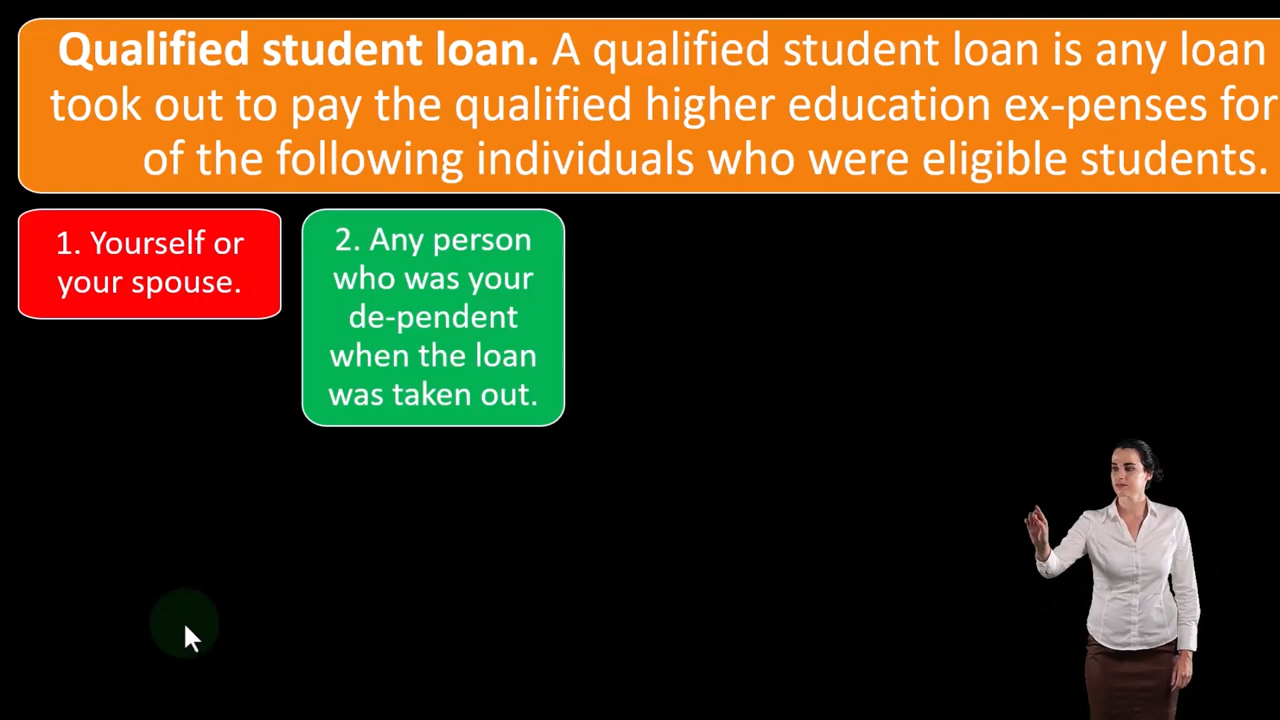 Qualified student loan. A qualified student loan is any loan
took out to pay the qualified higher education ex-penses for
of the following individuals who were eligible students.
1. Yourself or
your spouse.
2. Any person
who was your
de-pendent
when the loan
was taken out.